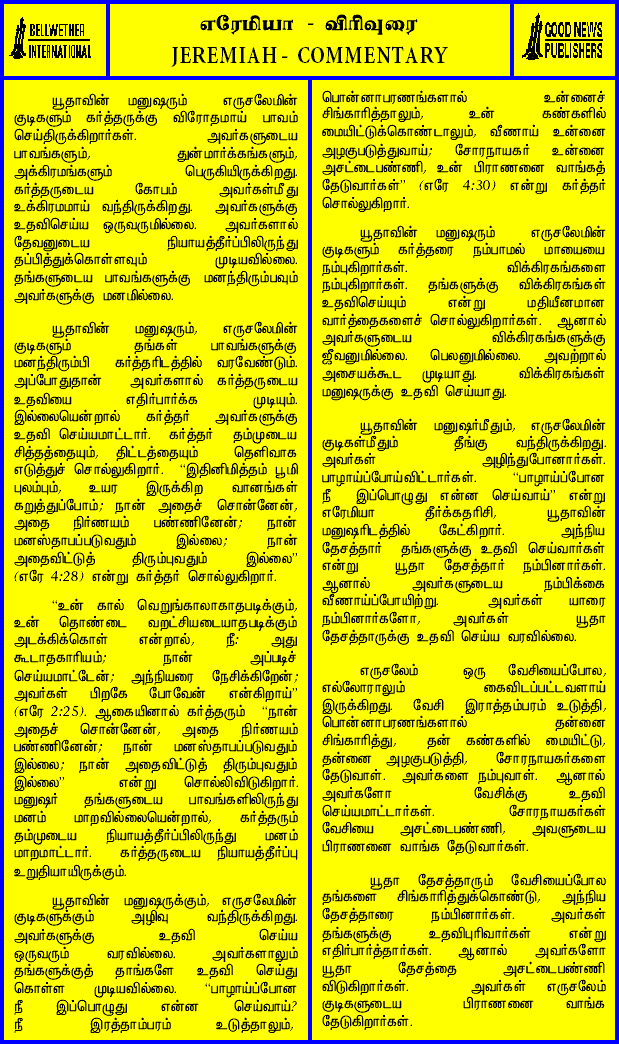 BELLWETHER
INTERNATIONAL
எரேமியா - விரிவுரை
JEREMIAH - COMMENTARY
GOOD NEWS
PUBLISHERS
யூதாவின் மனுஷரும் எருசலேமின்
குடிகளும் கர்த்தருக்கு விரோதமாய் பாவம்
செய்திருக்கிறார்கள். அவர்களுடைய
பாவங்களும், துன்மார்க்கங்களும்,
அக்கிரமங்களும் பெருகியிருக்கிறது.
கர்த்தருடைய கோபம் அவர்கள்மீது
உக்கிரமமாய் வந்திருக்கிறது. அவர்களுக்கு
உதவிசெய்ய ஒருவருமில்லை. அவர்களால்
தேவனுடைய நியாயத்தீர்ப்பிலிருந்து
தப்பித்துக்கொள்ளவும் முடியவில்லை.
தங்களுடைய பாவங்களுக்கு மனந்திரும்பவும்
அவர்களுக்கு மனமில்லை.
யூதாவின் மனுஷரும், எருசலேமின்
குடிகளும் தங்கள் பாவங்களுக்கு
மனந்திரும்பி கர்த்தரிடத்தில் வரவேண்டும்.
அப்போதுதான் அவர்களால் கர்த்தருடைய
உதவியை எதிர்பார்க்க முடியும்.
இல்லையென்றால் கர்த்தர் அவர்களுக்கு
உதவி செய்யமாட்டார். கர்த்தர் தம்முடைய
சித்தத்தையும், திட்டத்தையும் தெளிவாக
எடுத்துச் சொல்லுகிறார். "இதினிமித்தம் பூமி
புலம்பும், உயர இருக்கிற வானங்கள்
கறுத்துப்போம்; நான் அதைச் சொன்னேன்,
அதை நிர்ணயம் பண்ணினேன்; நான்
மனஸ்தாபப்படுவதும் இல்லை; நான்
அதைவிட்டுத் திரும்புவதும் இல்லை"
(எரே 4:28) என்று கர்த்தர் சொல்லுகிறார்.
"உன் கால் வெறுங்காலாகாதபடிக்கும்,
உன் தொண்டை வறட்சியடையாதபடிக்கும்
அடக்கிக்கொள் என்றால், நீ: அது
கூடாதகாரியம்; நான் அப்படிச்
செய்யமாட்டேன்; அந்நியரை நேசிக்கிறேன்;
அவர்கள் பிறகே போவேன் என்கிறாய்"
(எரே 2:25). ஆகையினால் கர்த்தரும் "நான்
அதைச் சொன்னேன், அதை நிர்ணயம்
பண்ணினேன்; நான் மனஸ்தாபப்படுவதும்
இல்லை; நான் அதைவிட்டுத் திரும்புவதும்
இல்லை" என்று சொல்லிவிடுகிறார்.
மனுஷர் தங்களுடைய பாவங்களிலிருந்து
மனம் மாறவில்லையென்றால், கர்த்தரும்
தம்முடைய நியாயத்தீர்ப்பிலிருந்து மனம்
மாறமாட்டார். கர்த்தருடைய நியாயத்தீர்ப்பு
உறுதியாயிருக்கும்.
யூதாவின் மனுஷருக்கும், எருசலேமின்
குடிகளுக்கும் அழிவு வந்திருக்கிறது.
அவர்களுக்கு உதவி செய்ய
ஒருவரும் வரவில்லை. அவர்களாலும்
தங்களுக்குத் தாங்களே உதவி செய்து
கொள்ள முடியவில்லை. "பாழாய்ப்போன
நீ இப்பொழுது என்ன செய்வாய்?
நீ இரத்தாம்பரம் உடுத்தாலும்,
பொன்னாபரணங்களால் உன்னைச்
சிங்காரித்தாலும், உன் கண்களில்
மையிட்டுக்கொண்டாலும், வீணாய் உன்னை
அழகுபடுத்துவாய்; சோரநாயகர் உன்னை
அசட்டைபண்ணி, உன் பிராணனை வாங்கத்
தேடுவார்கள்" (எரே 4:30) என்று கர்த்தர்
சொல்லுகிறார்.
யூதாவின் மனுஷரும் எருசலேமின்
குடிகளும் கர்த்தரை நம்பாமல் மாயையை
நம்புகிறார்கள். விக்கிரகங்களை
நம்புகிறார்கள். தங்களுக்கு விக்கிரகங்கள்
உதவிசெய்யும் என்று மதியீனமான
வார்த்தைகளைச் சொல்லுகிறார்கள். ஆனால்
அவர்களுடைய விக்கிரகங்களுக்கு
ஜீவனுமில்லை. பெலனுமில்லை. அவற்றால்
அசையக்கூட முடியாது. விக்கிரகங்கள்
மனுஷருக்கு உதவி செய்யாது.
யூதாவின் மனுஷர்மீதும், எருசலேமின்
குடிகள்மீதும் தீங்கு வந்திருக்கிறது.
அவர்கள் அழிந்துபோனார்கள்.
பாழாய்ப்போய்விட்டார்கள். "பாழாய்ப்போன
நீ இப்பொழுது என்ன செய்வாய்" என்று
எரேமியா தீர்க்கதரிசி, யூதாவின்
மனுஷரிடத்தில் கேட்கிறார். அந்நிய
தேசத்தார் தங்களுக்கு உதவி செய்வார்கள்
என்று யூதா தேசத்தார் நம்பினார்கள்.
ஆனால் அவர்களுடைய நம்பிக்கை
வீணாய்ப்போயிற்று. அவர்கள் யாரை
நம்பினார்களோ, அவர்கள் யூதா
தேசத்தாருக்கு உதவி செய்ய வரவில்லை.
எருசலேம் ஒரு வேசியைப்போல,
எல்லோராலும் கைவிடப்பட்டவளாய்
இருக்கிறது. வேசி இராத்தம்பரம் உடுத்தி,
பொன்னாபரணங்களால் தன்னை
சிங்காரித்து, தன் கண்களில் மையிட்டு,
தன்னை அழகுபடுத்தி, சோரநாயகர்களை
தேடுவாள். அவர்களை நம்புவாள். ஆனால்
அவர்களோ வேசிக்கு உதவி
செய்யமாட்டார்கள். சோரநாயகர்கள்
வேசியை அசட்டைபண்ணி, அவளுடைய
பிராணனை வாங்க தேடுவார்கள்.
யூதா தேசத்தாரும் வேசியைப்போல
தங்களை சிங்காரித்துக்கொண்டு, அந்நிய
தேசத்தாரை நம்பினார்கள். அவர்கள்
தங்களுக்கு உதவிபுரிவார்கள் என்று
எதிர்பார்த்தார்கள். ஆனால் அவர்களோ
யூதா தேசத்தை அசட்டைபண்ணி
விடுகிறார்கள். அவர்கள் எருசலேம்
குடிகளுடைய பிராணனை வாங்க
தேடுகிறார்கள்.